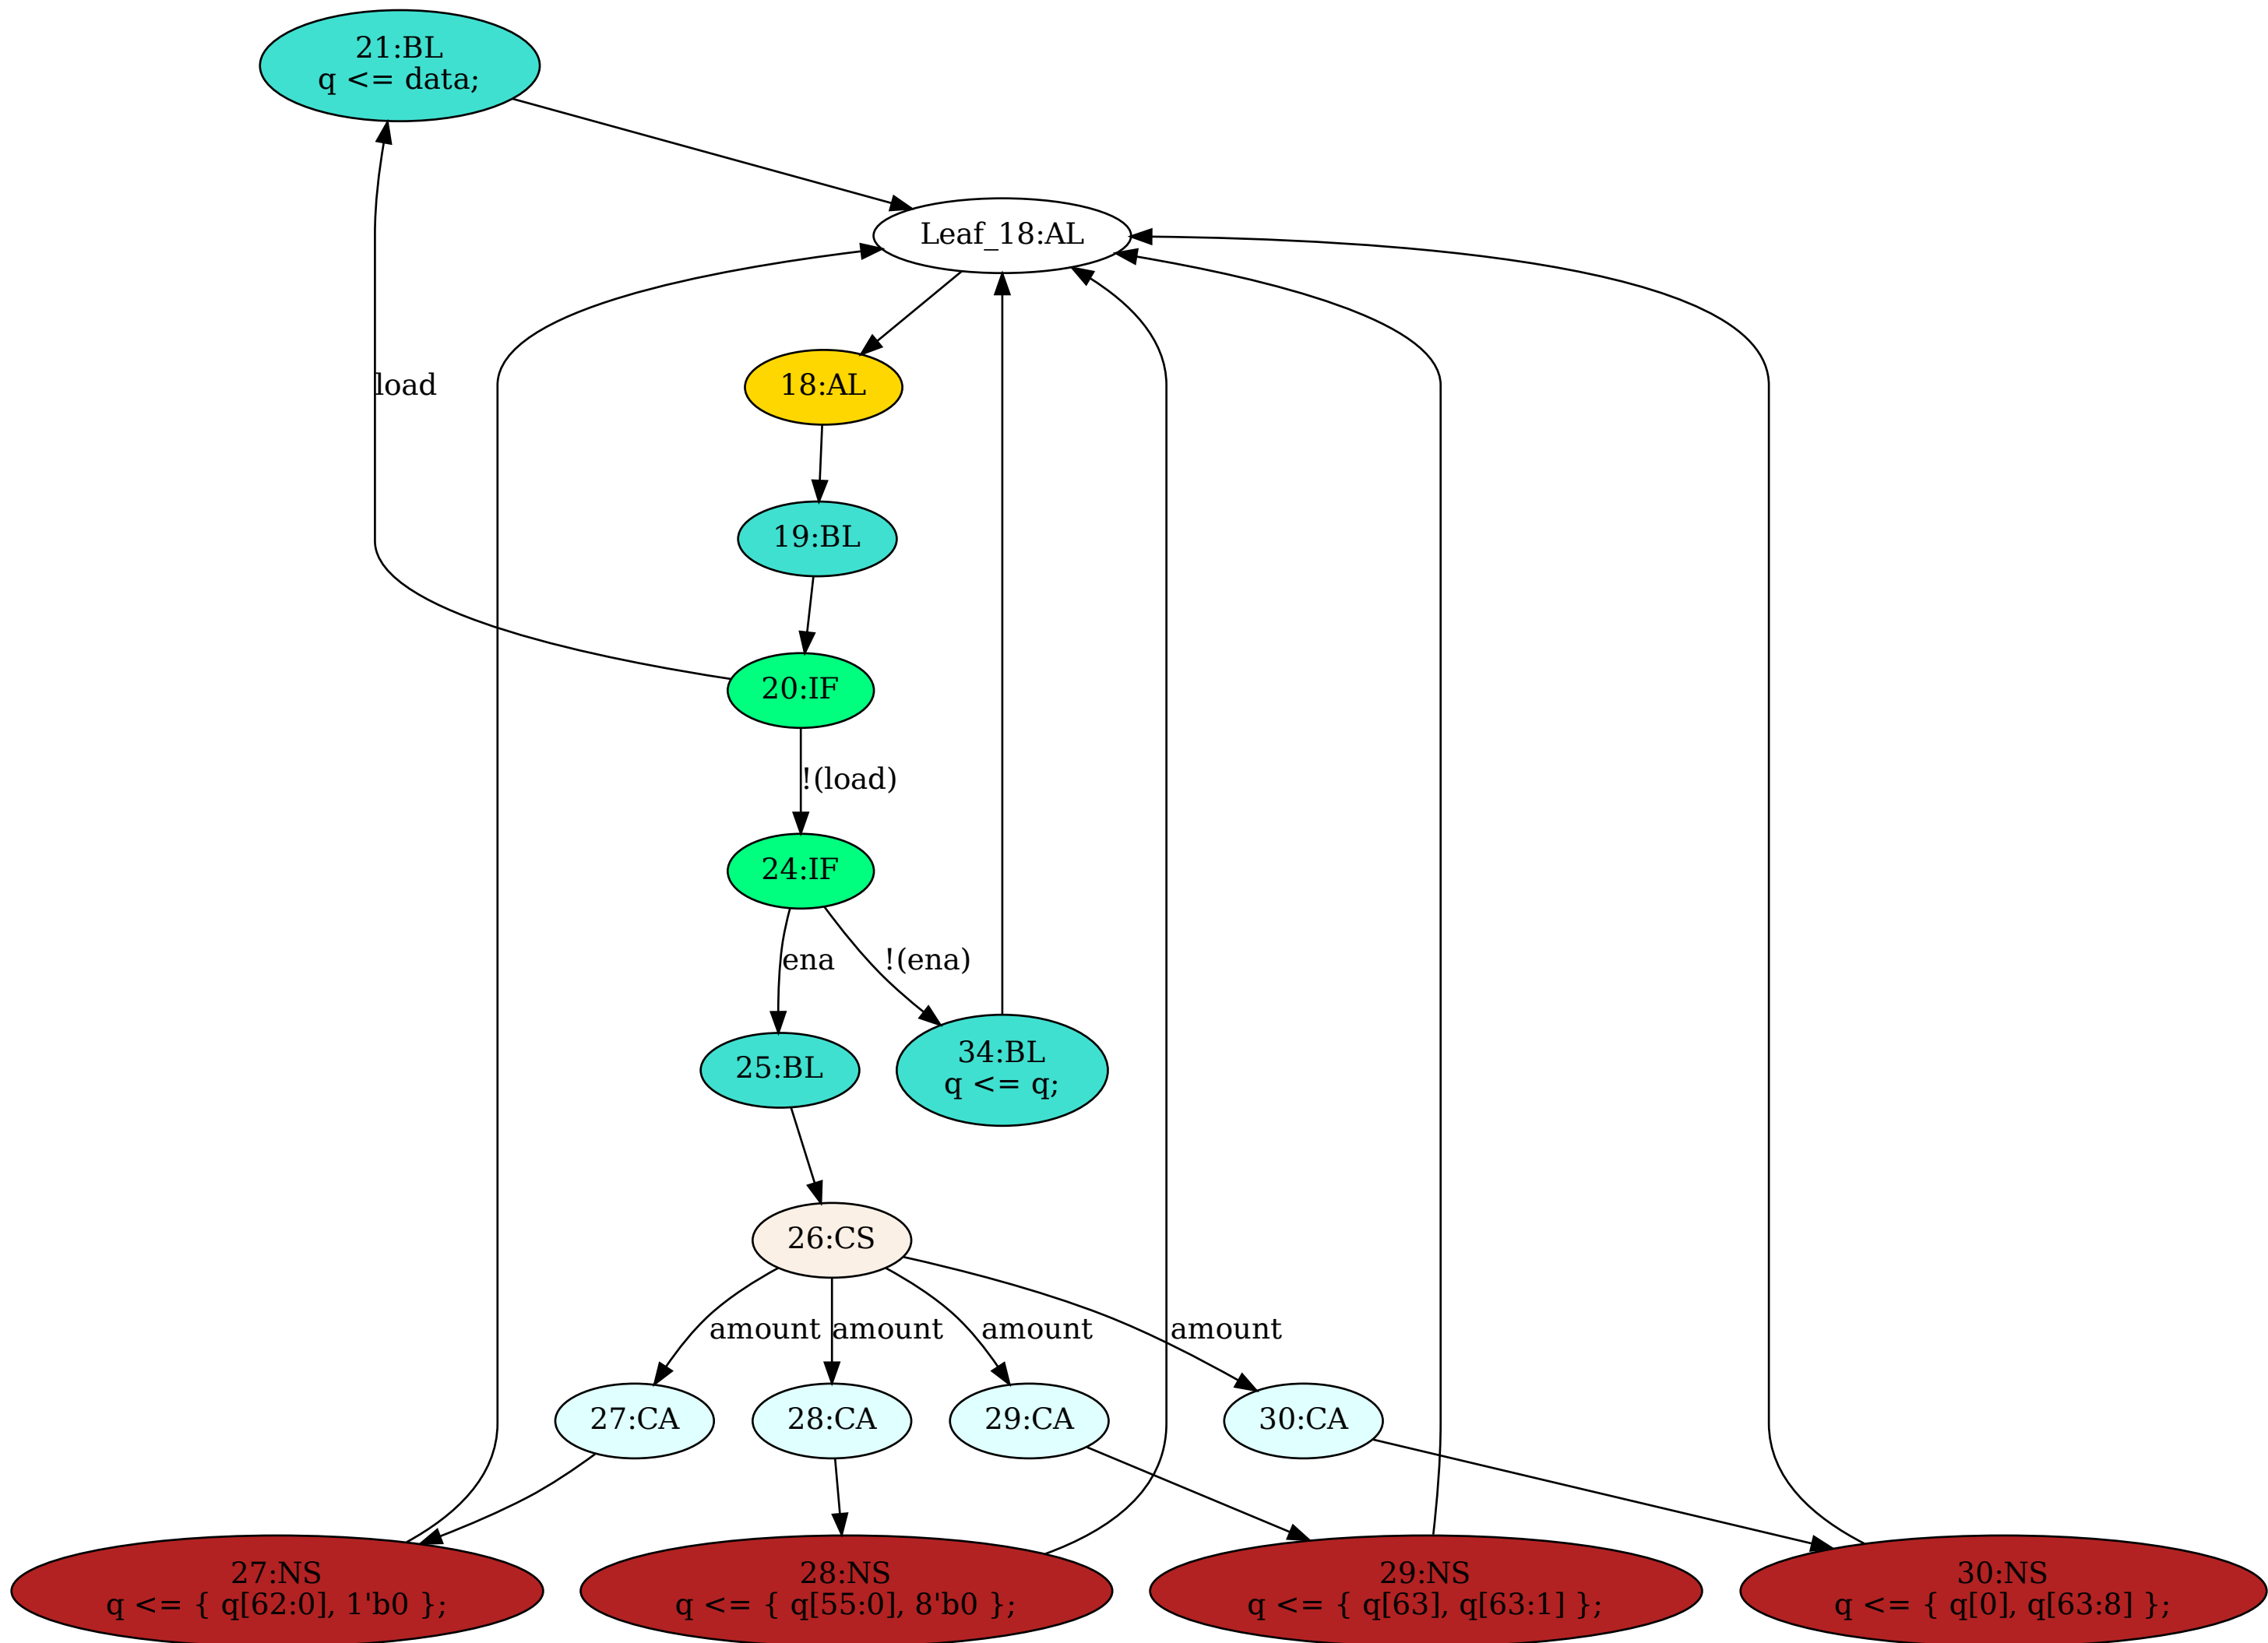 21:BL
q <= data;
Leaf_18:AL
load
18:AL
19:BL
20:IF
!(load)
24:IF
ena
!(ena)
25:BL
34:BL
q <= q;
26:CS
amount
amount
amount
amount
27:CA
28:CA
29:CA
30:CA
27:NS
q <= { q[62:0], 1'b0 };
28:NS
q <= { q[55:0], 8'b0 };
29:NS
q <= { q[63], q[63:1] };
30:NS
q <= { q[0], q[63:8] };